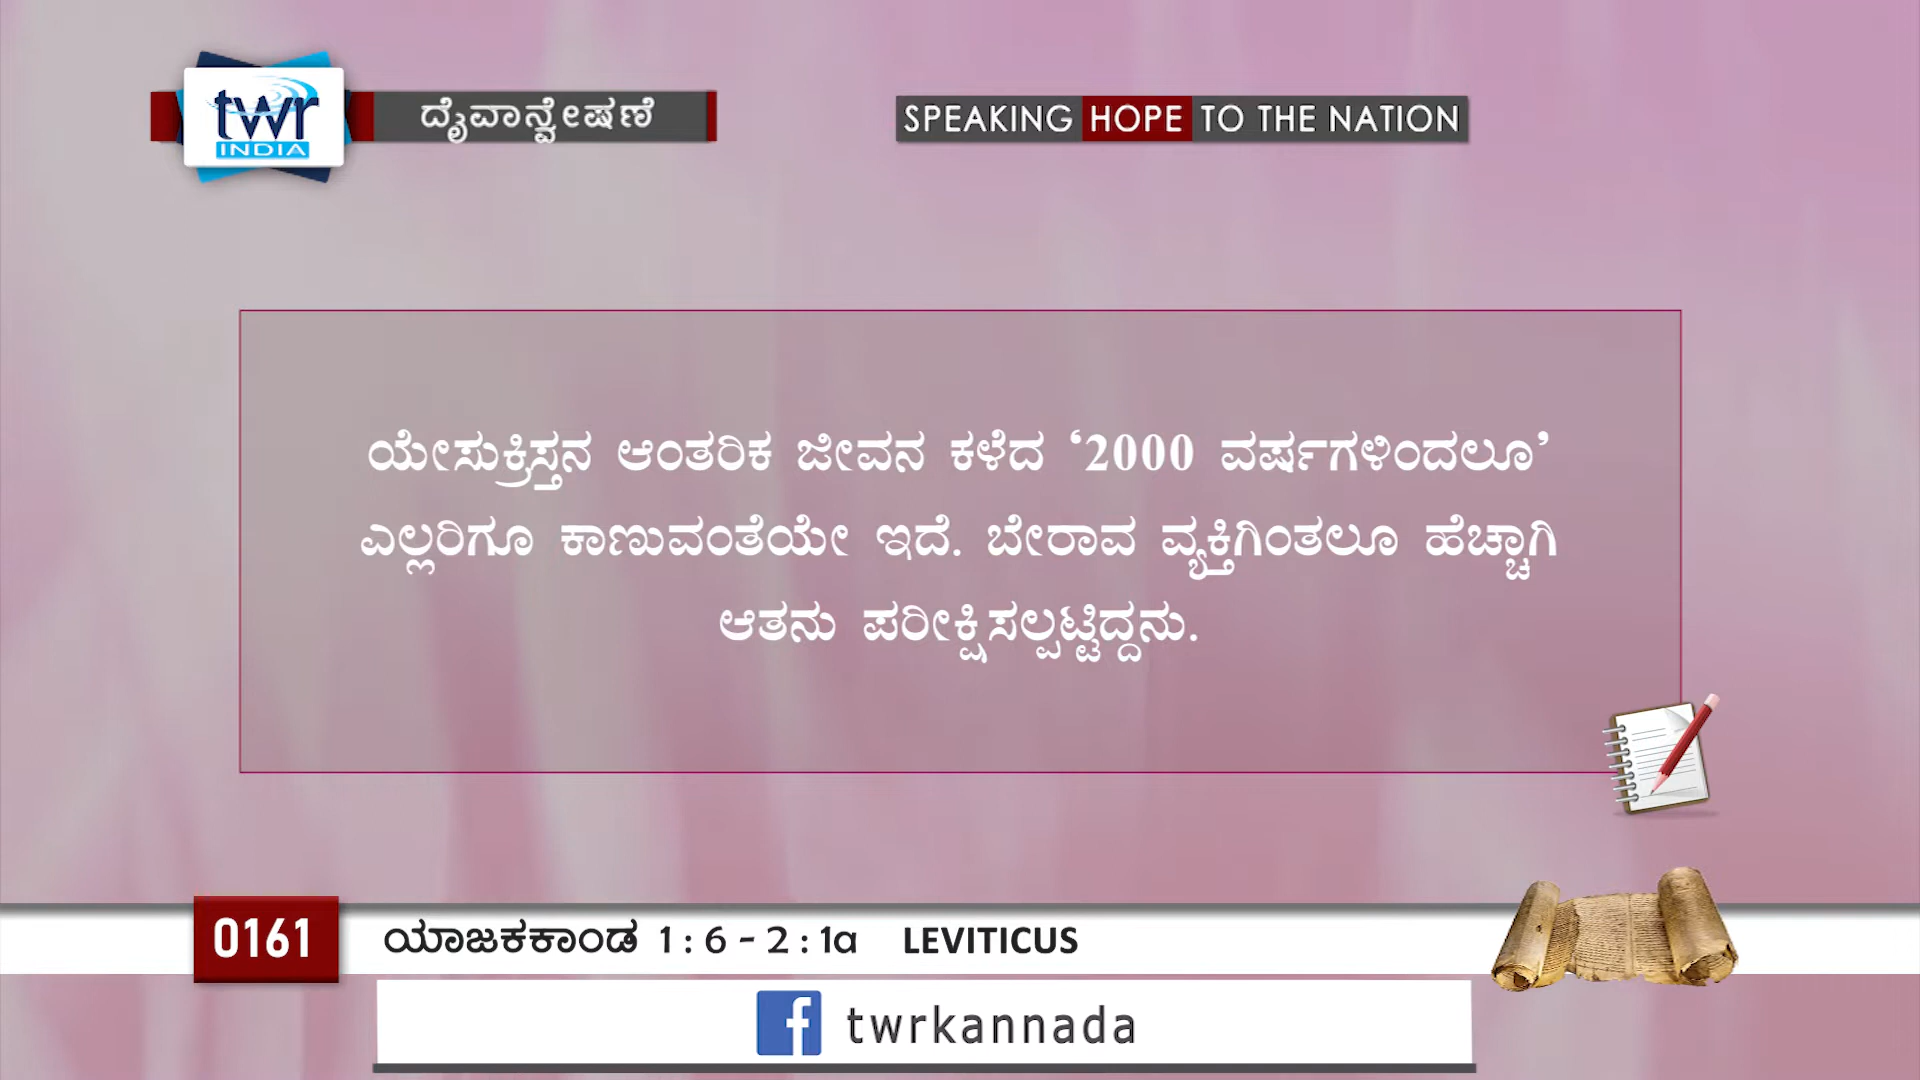 twr
INDIA
ದೈವಾನ್ವೇಷಣೆ
SPEAKING HOPE TO THE NATION
ಯೇಸುಕ್ರಿಸ್ತನ ಆಂತರಿಕ ಜೀವನ ಕಳೆದ ‘2000 ವರ್ಷಗಳಿಂದಲೂ’
ಎಲ್ಲರಿಗೂ ಕಾಣುವಂತೆಯೇ ಇದೆ. ಬೇರಾವ ವ್ಯಕ್ತಿಗಿಂತಲೂ ಹೆಚ್ಚಾಗಿ
ಆತನು ಪರೀಕ್ಷಿಸಲ್ಪಟ್ಟಿದ್ದನು.
0161 ಯಾಜಕಕಾಂಡ 1 : 6 - 2 : 1a LEVITICUS
twrkannada